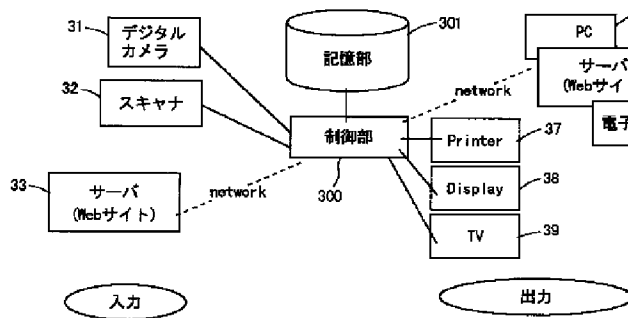 31
デジタル
カメラ
32
スキャナ
33
サーバ
(Webサイト)
network
301
記憶部
制御部
300
network
PC
サーバ
(Webサイ
電子
Printer
37
Display
38
TV
39
入力
出力